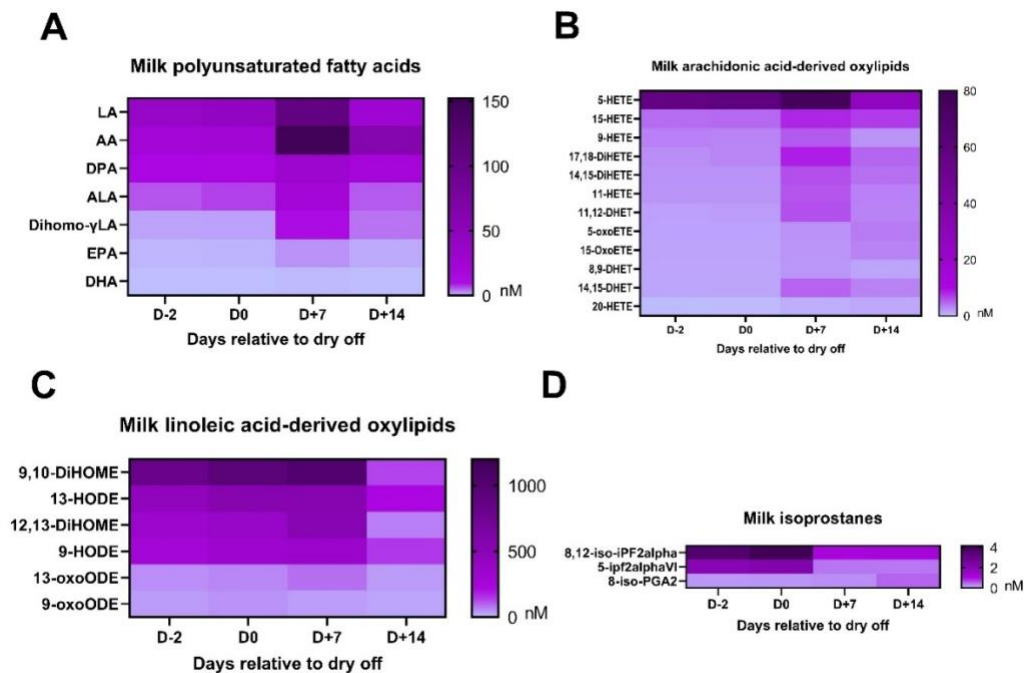 A
Milk polyunsaturated fatty acids
LA
AA
DPA
ALA
Dihomo-γLA
EPA
DHA
150
100
50
0 nM
D-2 D0 D+7 D+14
Days relative to dry off
B
Milk arachidonic acid-derived oxylipids
5-HETE
15-HETE
9-HETE
17,18-DiHETE
14,15-DiHETE
11-HETE
11,12-DHET
5-oxoETE
15-OxoETE
8,9-DHET
14,15-DHET
20-HETE
80
60
40
20
0 nM
D-2 D0 D+7 D+14
Days relative to dry off
C
Milk linoleic acid-derived oxylipids
9,10-DiHOME
13-HODE
12,13-DiHOME
9-HODE
13-oxoODE
9-oxoODE
1000
500
0 nM
D-2 D0 D+7 D+14
Days relative to dry off
D
Milk isoprostanes
8,12-iso-iPF2alpha
5-ipf2alphaVI
8-iso-PGA2
4
2
0 nM
D-2 D0 D+7 D+14
Days relative to dry off